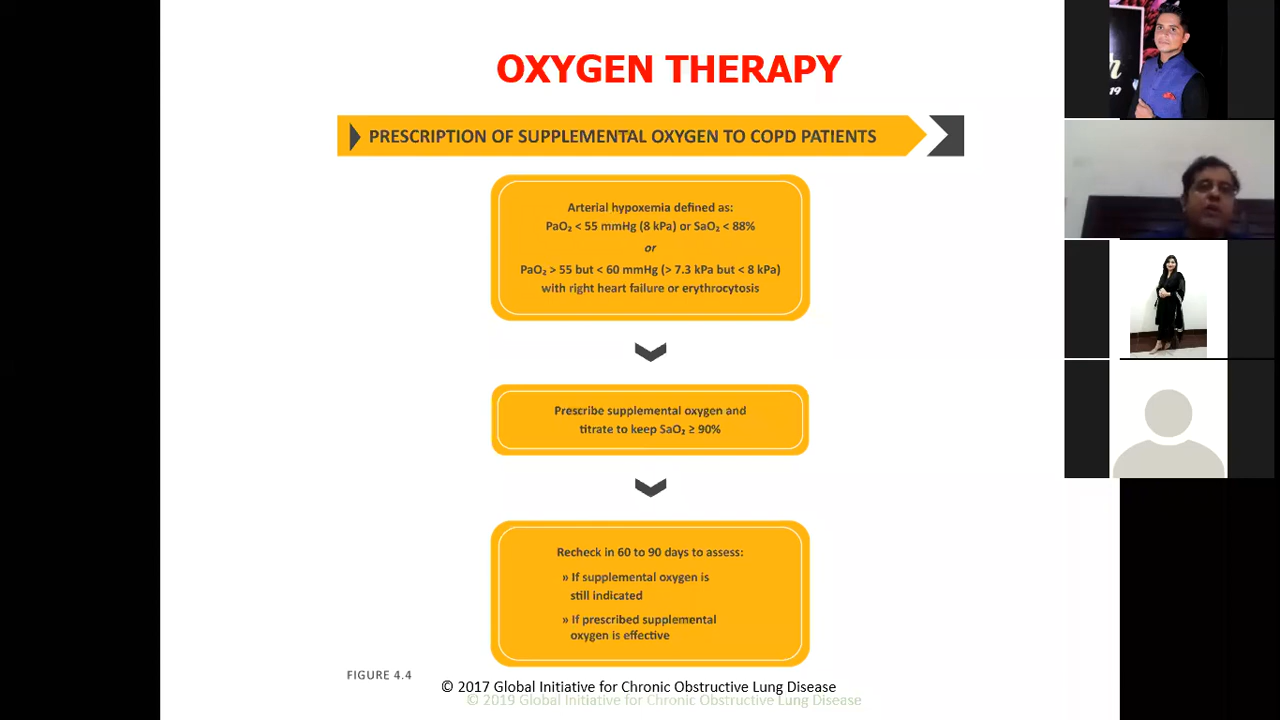 OXYGEN THERAPY
PRESCRIPTION OF SUPPLEMENTAL OXYGEN TO COPD PATIENTS
Arterial hypoxemia defined as:
PaO₂ < 55 mmHg (8 kPa) or SaO₂ < 88%
or
PaO₂ > 55 but < 60 mmHg (> 7.3 kPa but < 8 kPa)
with right heart failure or erythrocytosis
Prescribe supplemental oxygen and
titrate to keep SaO₂ ≥ 90%
Recheck in 60 to 90 days to assess:
» If supplemental oxygen is
still indicated
» If prescribed supplemental
oxygen is effective
FIGURE 4.4
© 2017 Global Initiative for Chronic Obstructive Lung Disease
© 2019 Global Initiative for Chronic Obstructive Lung Disease